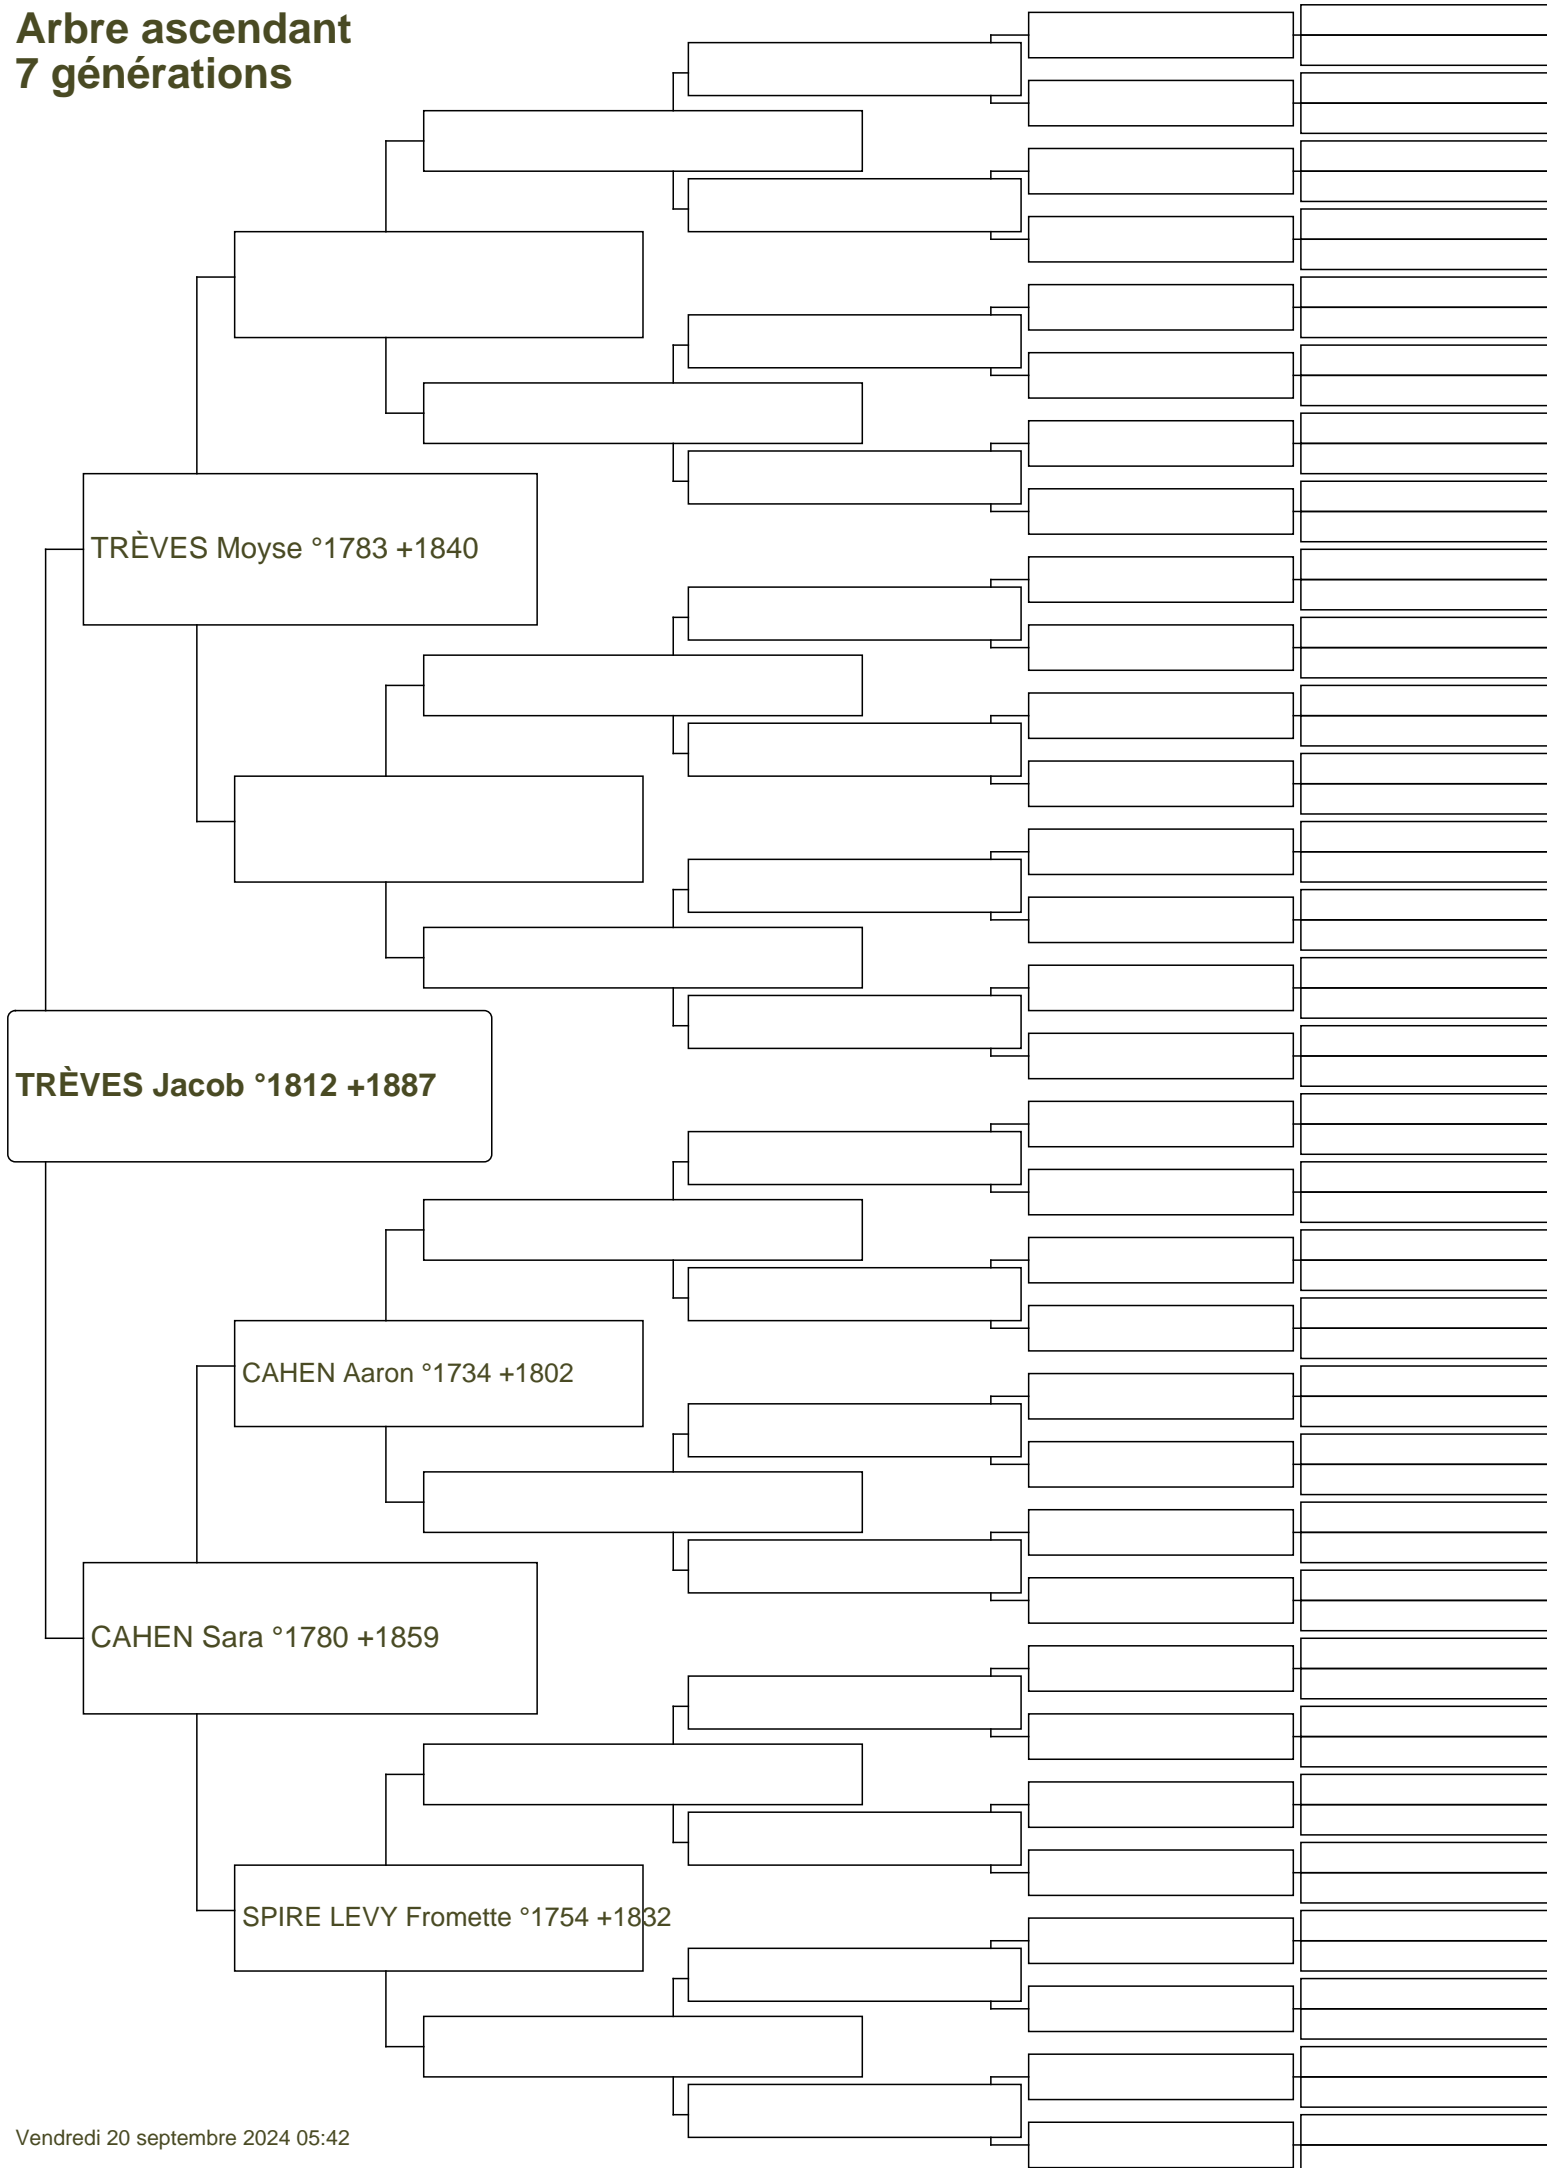 Arbre ascendant
7 générations
TRÈVES Moyse °1783 +1840
TRÈVES Jacob °1812 +1887
CAHEN Aaron °1734 +1802
CAHEN Sara °1780 +1859
SPIRE LEVY Fromette °1754 +1832
Vendredi 20 septembre 2024 05:42